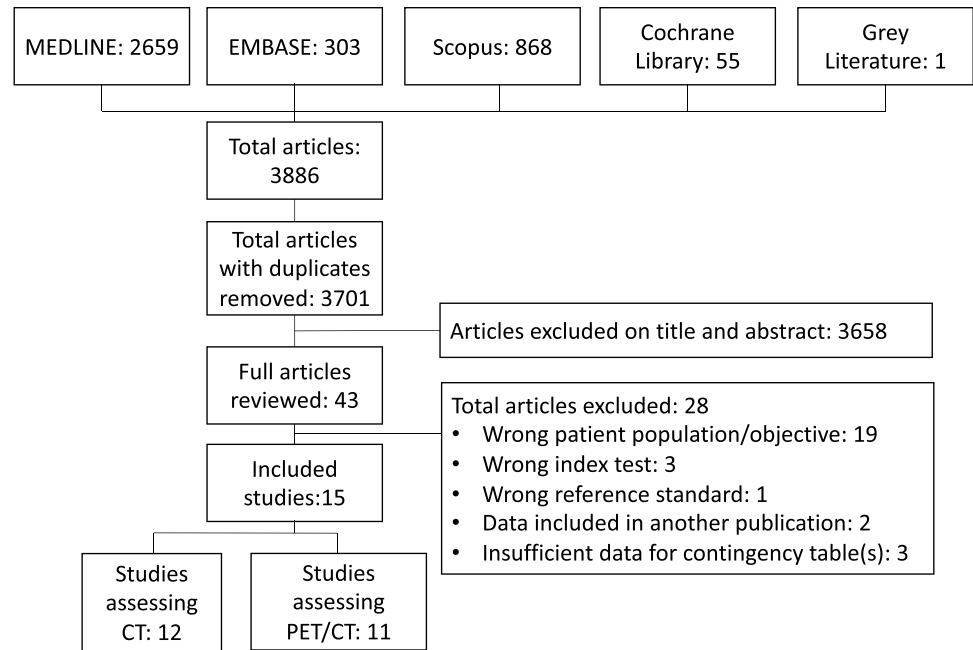 MEDLINE: 2659
EMBASE: 303
Scopus: 868
Cochrane
Library: 55
Grey
Literature: 1
Total articles:
3886
Total articles
with duplicates
removed: 3701
Articles excluded on title and abstract: 3658
Full articles
reviewed: 43
Total articles excluded: 28
• Wrong patient population/objective: 19
• Wrong index test: 3
• Wrong reference standard: 1
• Data included in another publication: 2
• Insufficient data for contingency table(s): 3
Included
studies:15
Studies
assessing
CT: 12
Studies
assessing
PET/CT: 11